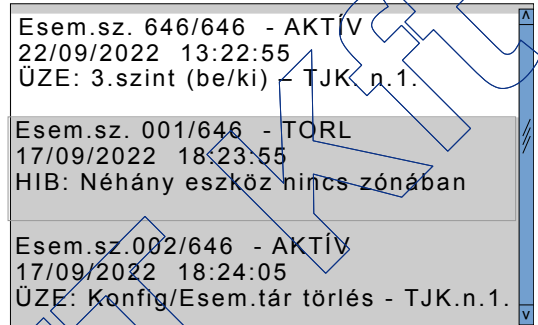 Esem.sz. 646/646 - AKTÍV
22/09/2022 13:22:55
ÜZE: 3.szint (be/ki) – TJK. n.1.
Esem.sz. 001/646 - TORL
17/09/2022 18:23:55
HIB: Néhány eszköz nincs zónában
Esem.sz.002/646 - AKTÍV
17/09/2022 18:24:05
ÜZE: Konfig/Esem.tár törlés - TJK.n.1.